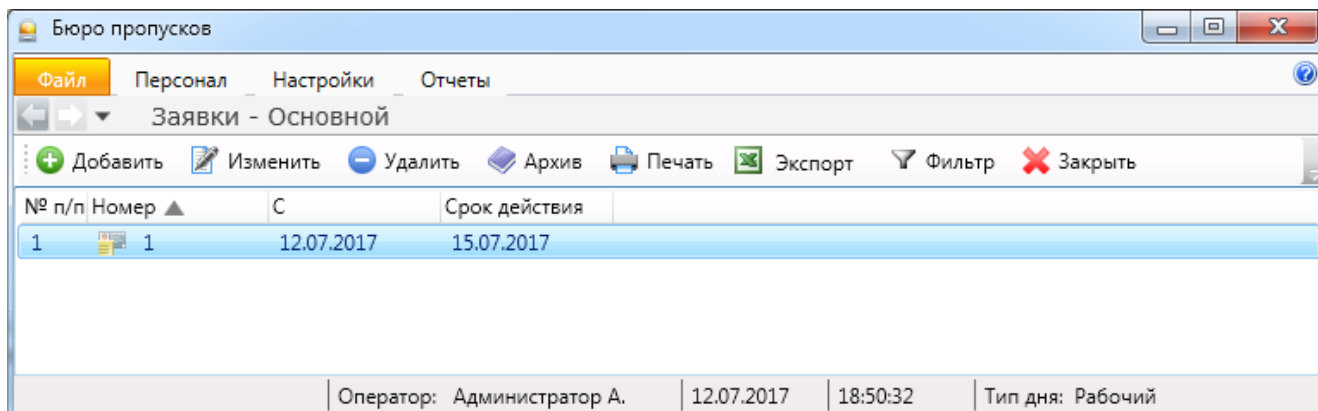 Бюро пропусков
Файл Персонал Настройки Отчеты
Заявки - Основной
Добавить Изменить Удалить Архив Печать Экспорт Фильтр Закрыть
№ п/п Номер С Срок действия
1 1 12.07.2017 15.07.2017
Оператор: Администратор А. 12.07.2017 18:50:32 Тип дня: Рабочий